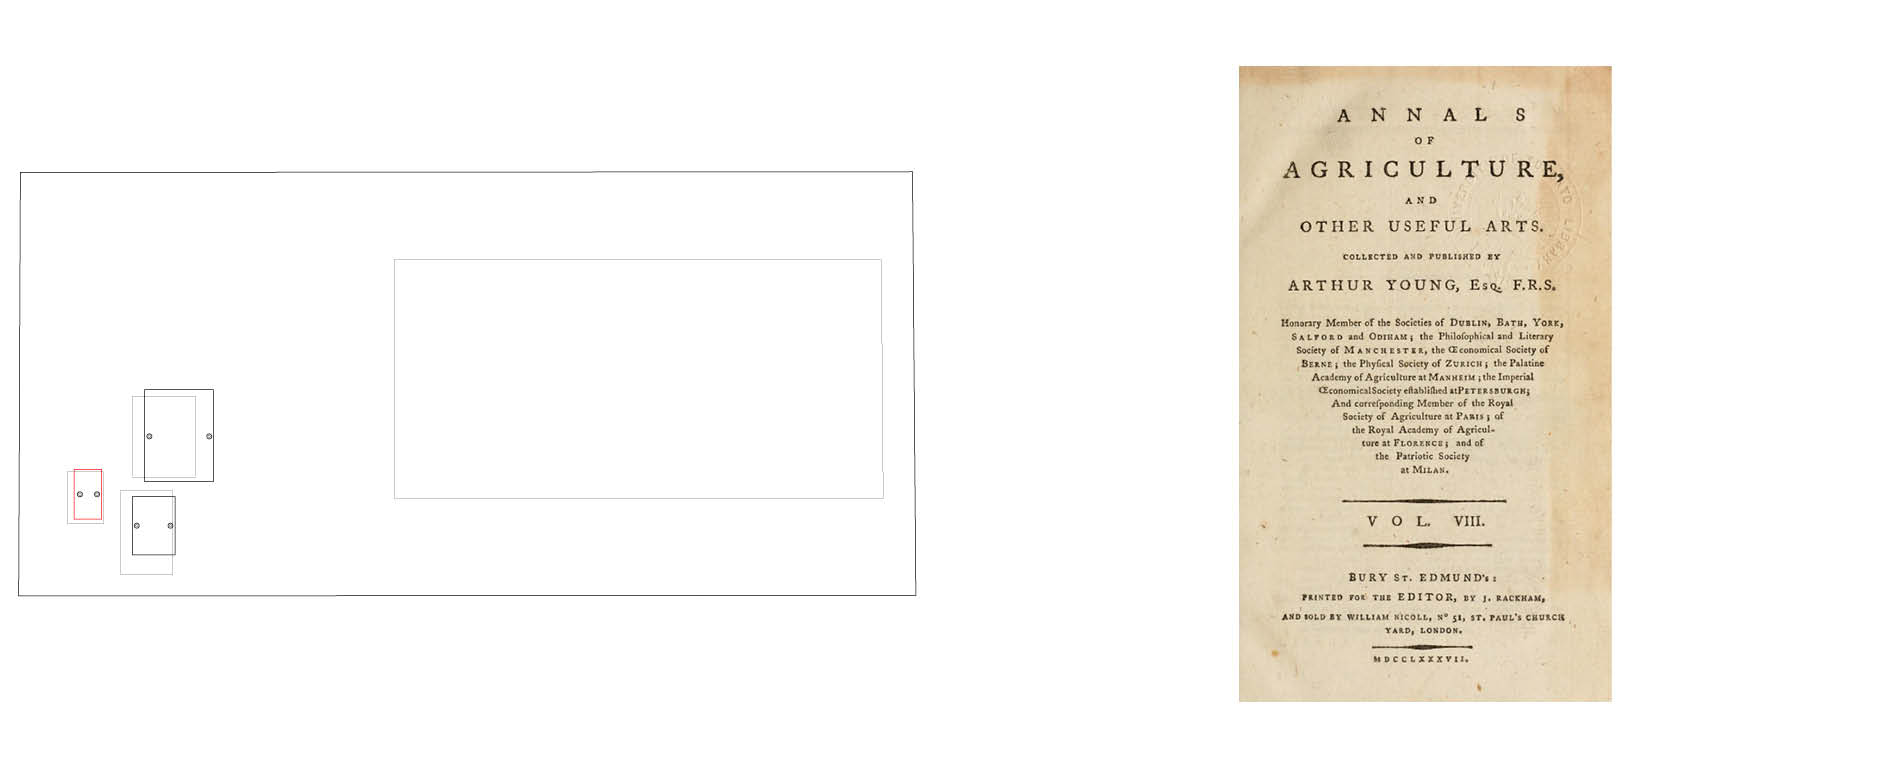 ANNALS
OF
AGRICULTURE,
AND
OTHER USEFUL ARTS.
COLLECTED AND PUBLISHED BY
ARTHUR YOUNG, Esq. F.R.S.
Honorary Member of the Societies of DUBLIN, BATH, YORK,
SALFORD and ODIHAM; the Philoſophical and Literary
Society of MANCHESTER, the Œconomical Society of
BERNE; the Phyſical Society of ZURICH; the Palatine
Academy of Agriculture at MANHEIM; the Imperial
Œconomical Society eſtabliſhed at PETERSBURGH;
And correſponding Member of the Royal
Society of Agriculture at PARIS; of
the Royal Academy of Agricul-
ture at FLORENCE; and of
the Patriotic Society
at MILAN.
VOL. VIII.
BURY ST. EDMUND's:
PRINTED FOR THE EDITOR, BY J. RACKHAM,
AND SOLD BY WILLIAM NICOLL, Nº 51, ST. PAUL'S CHURCH
YARD, LONDON.
MDCCLXXXVII.